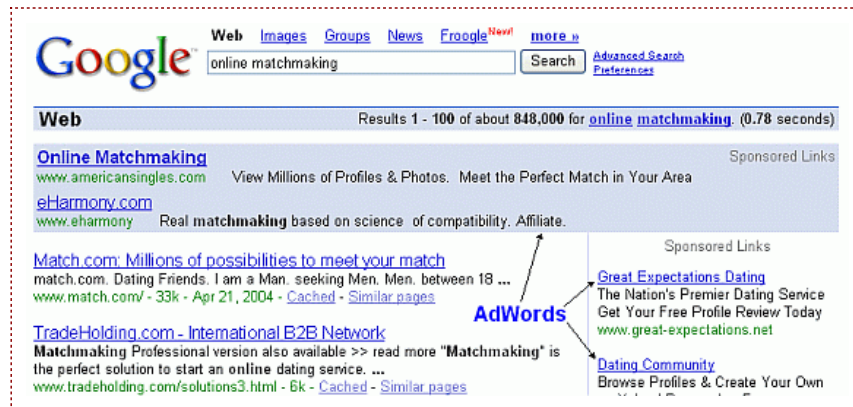 Google
Web Images Groups News Froogle New! more »
online matchmaking Search Advanced Search
Preferences
Web Results 1 - 100 of about 848,000 for online matchmaking. (0.78 seconds)
Online Matchmaking Sponsored Links
www.americansingles.com View Millions of Profiles & Photos. Meet the Perfect Match in Your Area
eHarmony.com
www.eharmony Real matchmaking based on science of compatibility. Affiliate.
Match.com: Millions of possibilities to meet your match
match.com. Dating Friends. I am a Man. seeking Men. Men. between 18 ...
www.match.com/ - 33k - Apr 21, 2004 - Cached - Similar pages
TradeHolding.com - International B2B Network
Matchmaking Professional version also available >> read more "Matchmaking" is
the perfect solution to start an online dating service. ...
www.tradeholding.com/solutions3.html - 6k - Cached - Similar pages
AdWords
Sponsored Links
Great Expectations Dating
The Nation's Premier Dating Service
Get Your Free Profile Review Today
www.great-expectations.net
Dating Community
Browse Profiles & Create Your Own